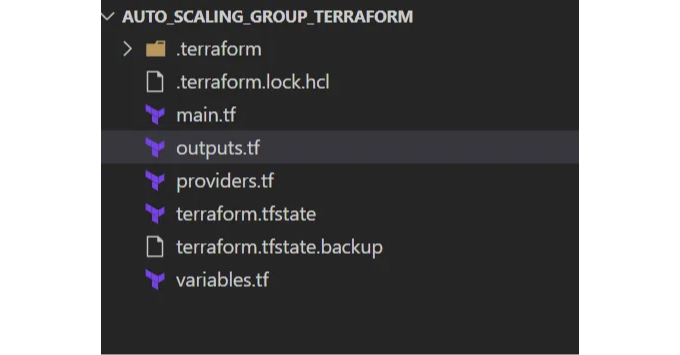 AUTO_SCALING_GROUP_TERRAFORM
.terraform
.terraform.lock.hcl
main.tf
outputs.tf
providers.tf
terraform.tfstate
terraform.tfstate.backup
variables.tf